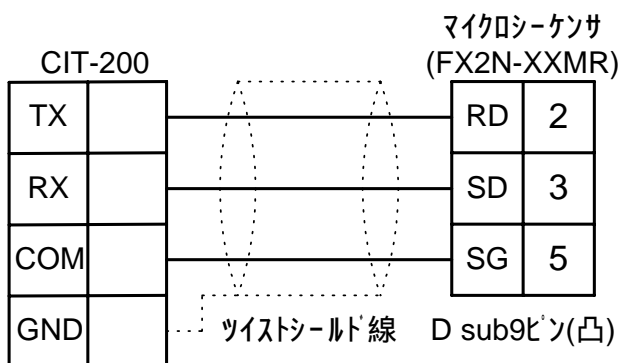 マイクロシーケンサ
CIT-200 (FX2N-XXMR)
TX RD 2
RX SD 3
COM SG 5
GND ツイストシールド線 D sub9ピン(凸)